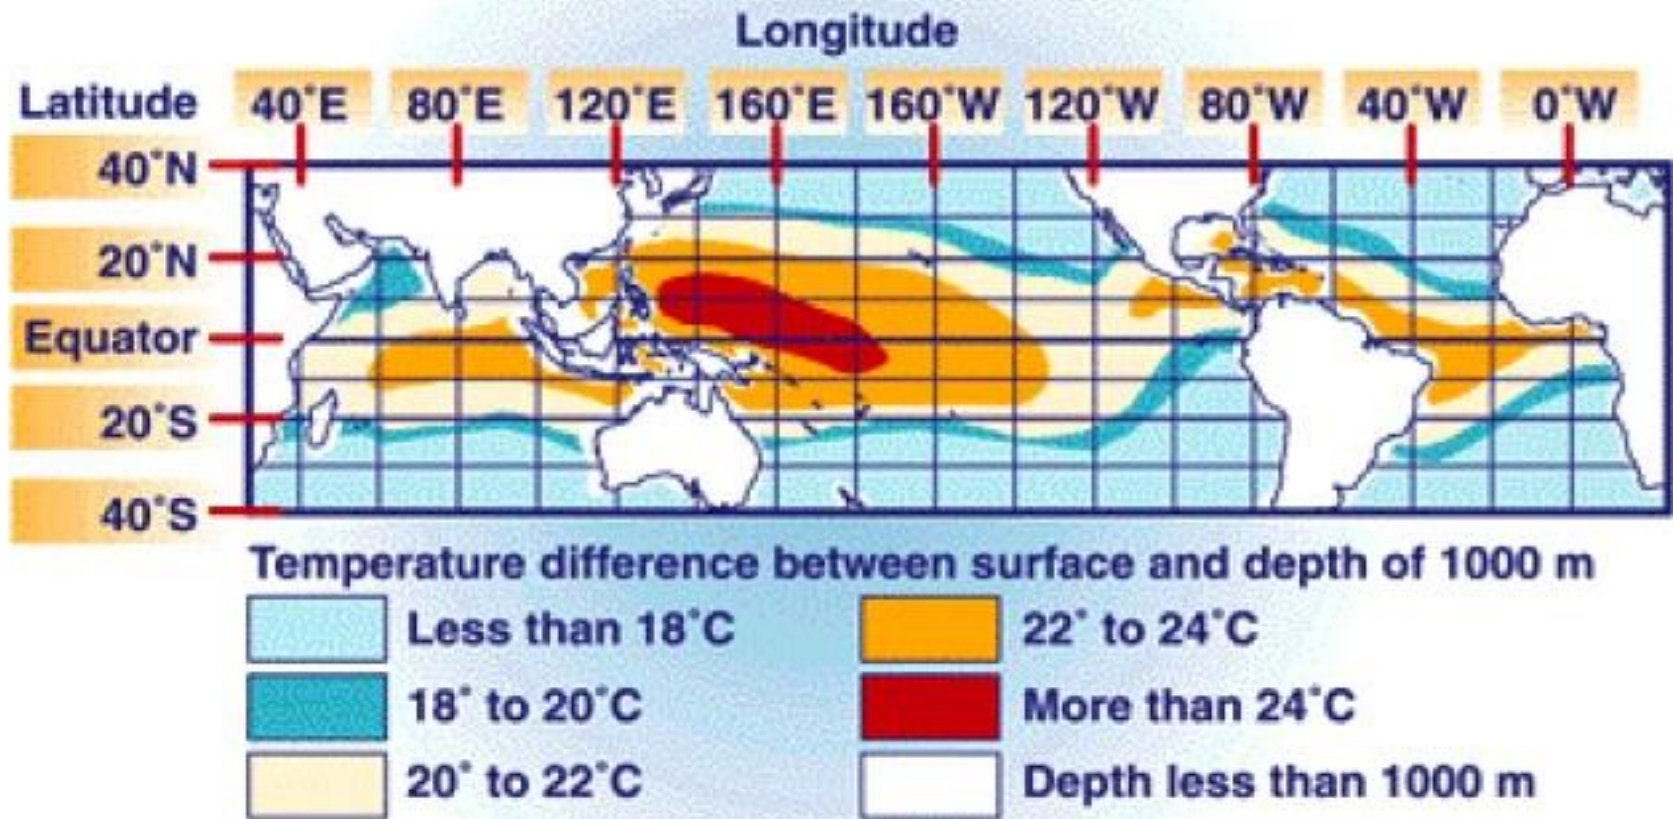 Longitude
Latitude 40˚E 80˚E 120˚E 160˚E 160˚W 120˚W 80˚W 40˚W 0˚W
40˚N
20˚N
Equator
20˚S
40˚S
Temperature difference between surface and depth of 1000 m
Less than 18˚C 22˚ to 24˚C
18˚ to 20˚C More than 24˚C
20˚ to 22˚C Depth less than 1000 m